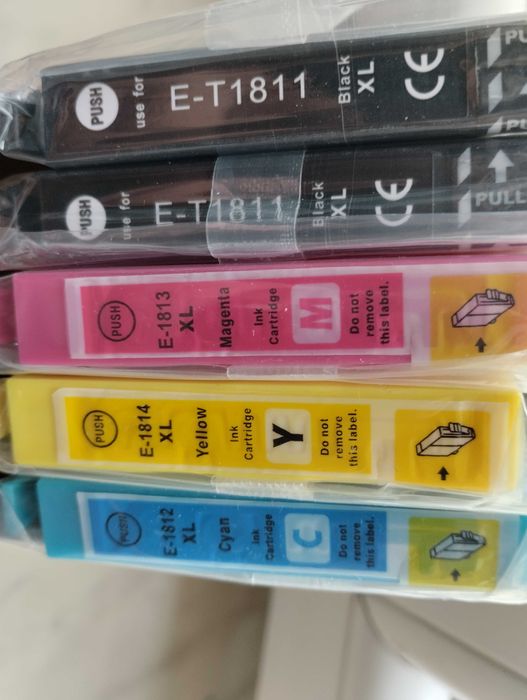 PUSH
use for
E-T1811
Black
XL
CE
PUSH
use for
E-T1811
Black
XL
CE
PULL
PUSH
E-1813
XL
Magenta
Ink
Cartridge
M
Do not
remove
this label.
PUSH
E-1814
XL
Yellow
Ink
Cartridge
Y
Do not
remove
this label.
PUSH
E-1812
XL
Cyan
Ink
Cartridge
C
Do not
remove
this label.